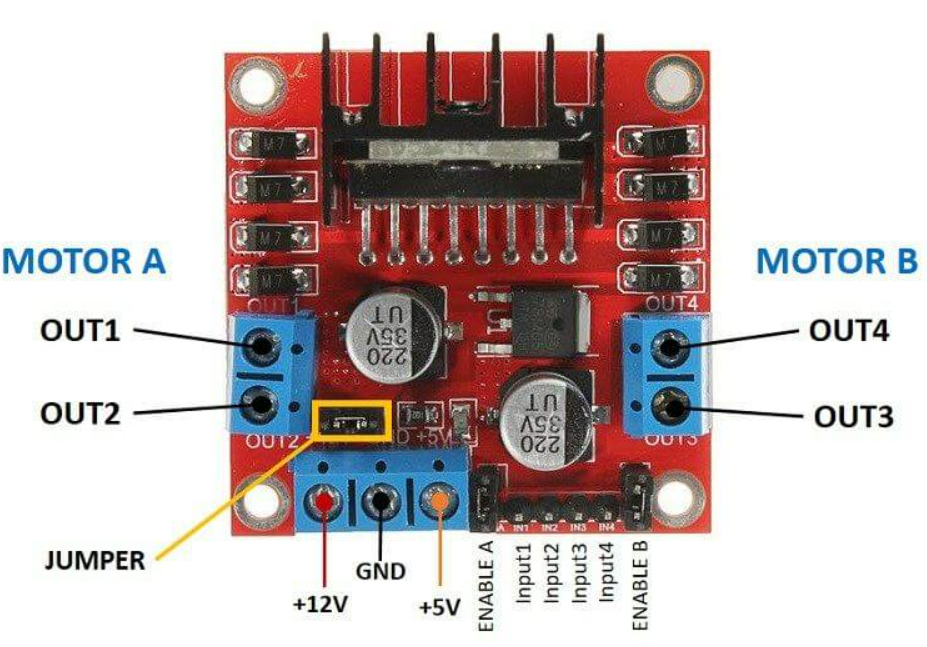 M7
M7
M7
M7
M7
M7
M7
M7
MOTOR A
MOTOR B
OUT1
OUT4
OUT1
OUT4
220
35V
UT
OUT2
OUT3
OUT2
+5V
OUT3
220
35V
UT
A
IN1
IN2
IN3
IN4
JUMPER
+12V
GND
+5V
ENABLE A
Input1
Input2
Input3
Input4
ENABLE B